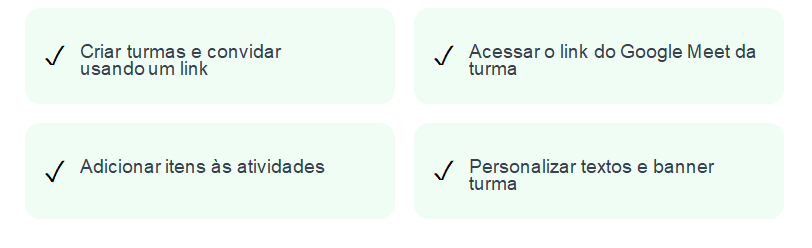 Criar turmas e convidar
usando um link
Acessar o link do Google Meet da
turma
Adicionar itens às atividades
Personalizar textos e banner
turma